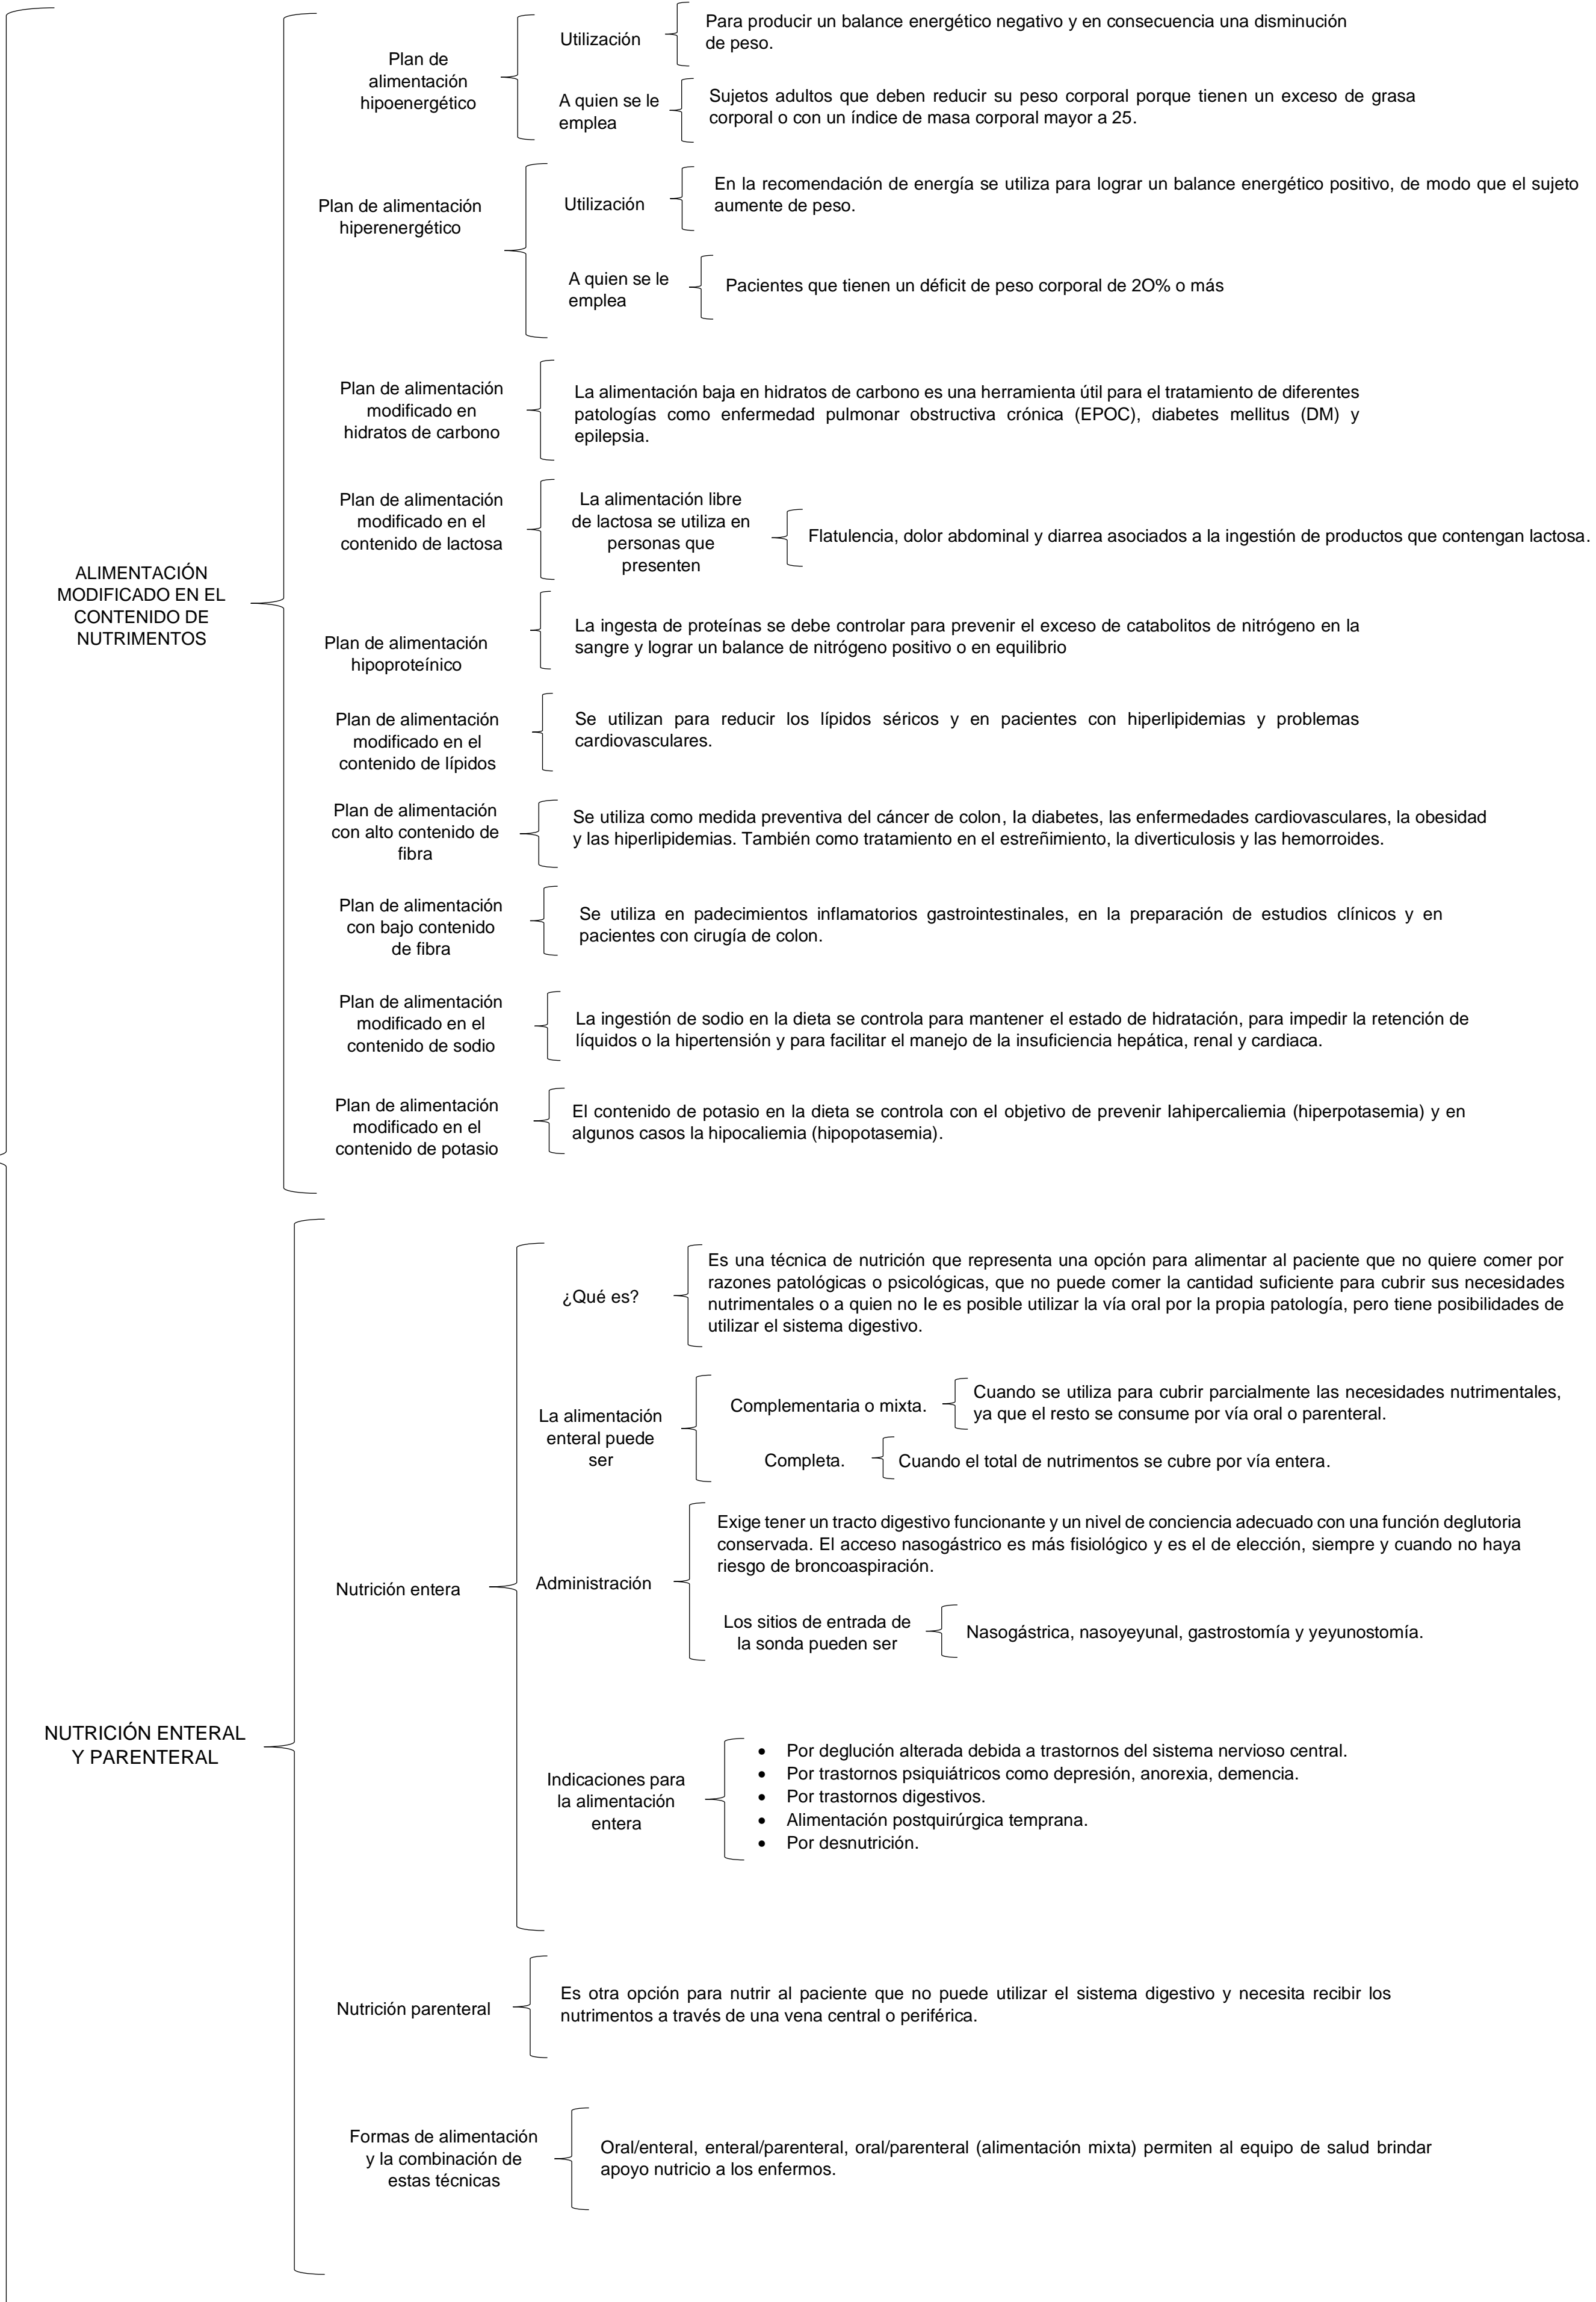 ALIMENTACIÓN
MODIFICADO EN EL
CONTENIDO DE
NUTRIMENTOS
Plan de
alimentación
hipoenergético
Utilización
Para producir un balance energético negativo y en consecuencia una disminución
de peso.
A quien se le
emplea
Sujetos adultos que deben reducir su peso corporal porque tienen un exceso de grasa
corporal o con un índice de masa corporal mayor a 25.
Plan de alimentación
hiperenergético
Utilización
En la recomendación de energía se utiliza para lograr un balance energético positivo, de modo que el sujeto
aumente de peso.
A quien se le
emplea
Pacientes que tienen un déficit de peso corporal de 2O% o más
Plan de alimentación
modificado en
hidratos de carbono
La alimentación baja en hidratos de carbono es una herramienta útil para el tratamiento de diferentes
patologías como enfermedad pulmonar obstructiva crónica (EPOC), diabetes mellitus (DM) y
epilepsia.
Plan de alimentación
modificado en el
contenido de lactosa
La alimentación libre
de lactosa se utiliza en
personas que
presenten
Flatulencia, dolor abdominal y diarrea asociados a la ingestión de productos que contengan lactosa.
Plan de alimentación
hipoproteínico
La ingesta de proteínas se debe controlar para prevenir el exceso de catabolitos de nitrógeno en la
sangre y lograr un balance de nitrógeno positivo o en equilibrio
Plan de alimentación
modificado en el
contenido de lípidos
Se utilizan para reducir los lípidos séricos y en pacientes con hiperlipidemias y problemas
cardiovasculares.
Plan de alimentación
con alto contenido de
fibra
Se utiliza como medida preventiva del cáncer de colon, la diabetes, las enfermedades cardiovasculares, la obesidad
y las hiperlipidemias. También como tratamiento en el estreñimiento, la diverticulosis y las hemorroides.
Plan de alimentación
con bajo contenido
de fibra
Se utiliza en padecimientos inflamatorios gastrointestinales, en la preparación de estudios clínicos y en
pacientes con cirugía de colon.
Plan de alimentación
modificado en el
contenido de sodio
La ingestión de sodio en la dieta se controla para mantener el estado de hidratación, para impedir la retención de
líquidos o la hipertensión y para facilitar el manejo de la insuficiencia hepática, renal y cardiaca.
Plan de alimentación
modificado en el
contenido de potasio
El contenido de potasio en la dieta se controla con el objetivo de prevenir Iahipercaliemia (hiperpotasemia) y en
algunos casos la hipocaliemia (hipopotasemia).
NUTRICIÓN ENTERAL
Y PARENTERAL
Nutrición entera
¿Qué es?
Es una técnica de nutrición que representa una opción para alimentar al paciente que no quiere comer por
razones patológicas o psicológicas, que no puede comer la cantidad suficiente para cubrir sus necesidades
nutrimentales o a quien no Ie es posible utilizar la vía oral por la propia patología, pero tiene posibilidades de
utilizar el sistema digestivo.
La alimentación
enteral puede
ser
Complementaria o mixta.
Cuando se utiliza para cubrir parcialmente las necesidades nutrimentales,
ya que el resto se consume por vía oral o parenteral.
Completa.
Cuando el total de nutrimentos se cubre por vía entera.
Administración
Exige tener un tracto digestivo funcionante y un nivel de conciencia adecuado con una función deglutoria
conservada. El acceso nasogástrico es más fisiológico y es el de elección, siempre y cuando no haya
riesgo de broncoaspiración.
Los sitios de entrada de
la sonda pueden ser
Nasogástrica, nasoyeyunal, gastrostomía y yeyunostomía.
Indicaciones para
la alimentación
entera
• Por deglución alterada debida a trastornos del sistema nervioso central.
• Por trastornos psiquiátricos como depresión, anorexia, demencia.
• Por trastornos digestivos.
• Alimentación postquirúrgica temprana.
• Por desnutrición.
Nutrición parenteral
Es otra opción para nutrir al paciente que no puede utilizar el sistema digestivo y necesita recibir los
nutrimentos a través de una vena central o periférica.
Formas de alimentación
y la combinación de
estas técnicas
Oral/enteral, enteral/parenteral, oral/parenteral (alimentación mixta) permiten al equipo de salud brindar
apoyo nutricio a los enfermos.